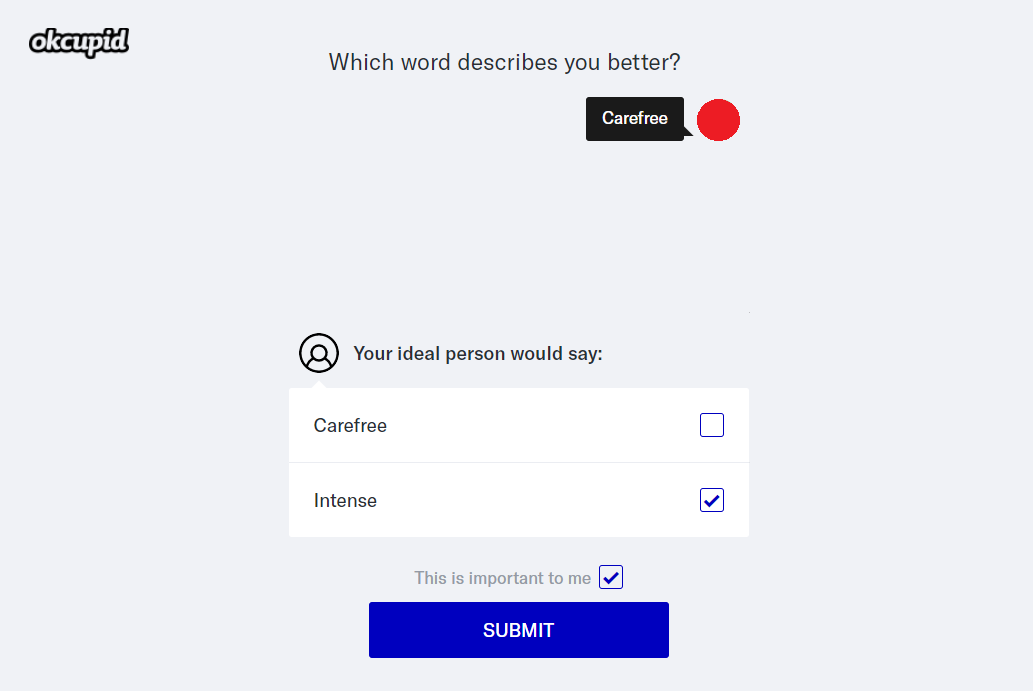 okcupid
Which word describes you better?
Carefree
Your ideal person would say:
Carefree
Intense
This is important to me
SUBMIT